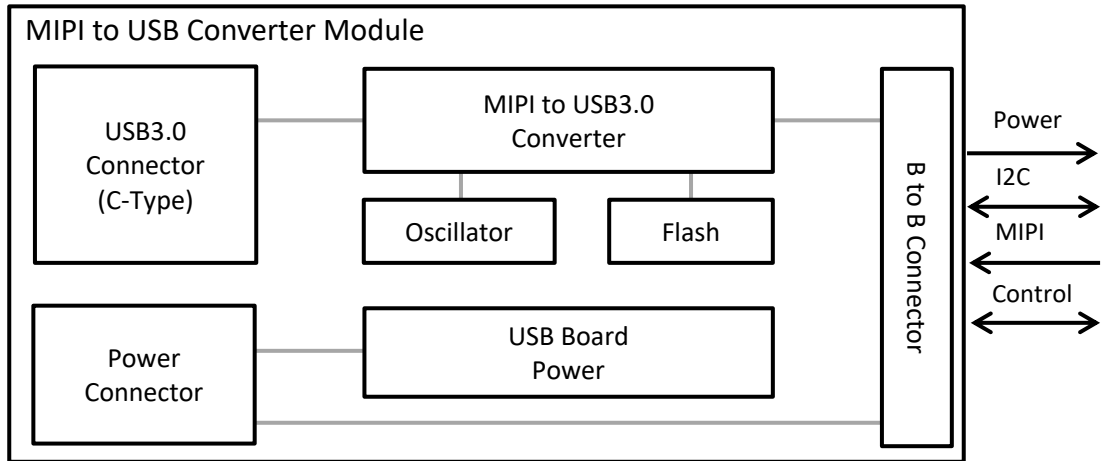 MIPI to USB Converter Module
USB3.0
Connector
(C-Type)
MIPI to USB3.0
Converter
Oscillator
Flash
Power
Connector
USB Board
Power
B to B Connector
Power
I2C
MIPI
Control